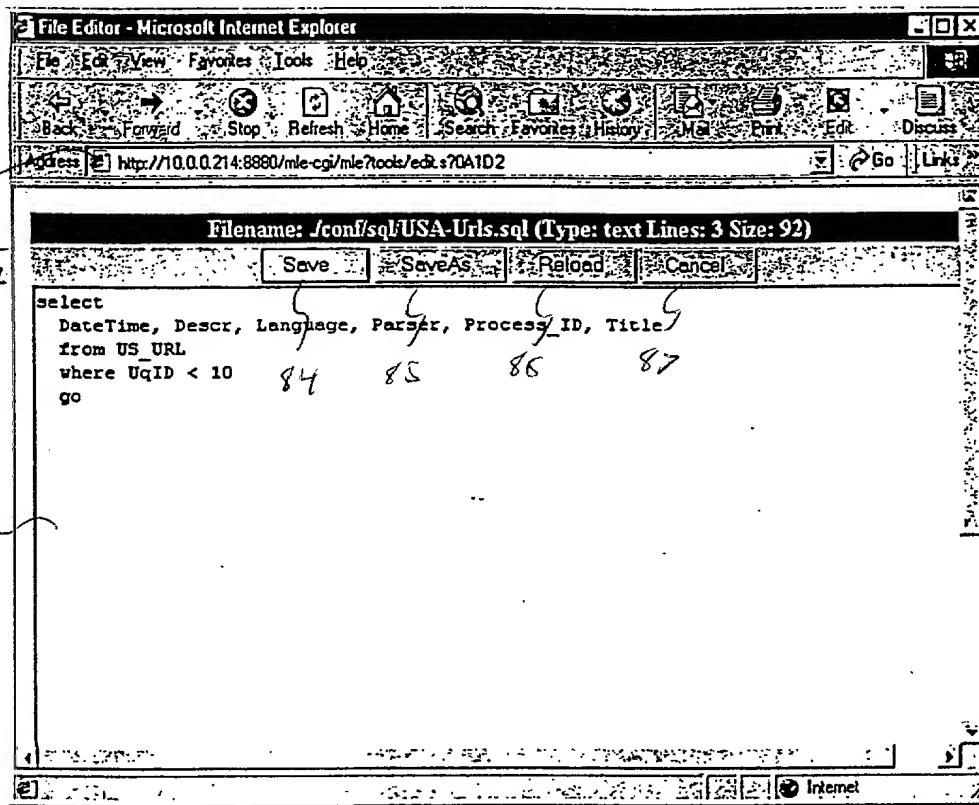 File Editor - Microsoft Internet Explorer
File Edit View Favorites Tools Help
Back Forward Stop Refresh Home Search Favorites History Mail Print Edit Discuss
Address http://10.0.0.214:8880/mle-cgi/mle?tools/edit.s?0A1D2 Go Links »
Filename: ./conf/sql/USA-Urls.sql (Type: text Lines: 3 Size: 92)
Save SaveAs Reload Cancel
select
DateTime, Descr, Language, Parser, Process_ID, Title
from US_URL
where UqID < 10
go
84 85 86 87
Internet